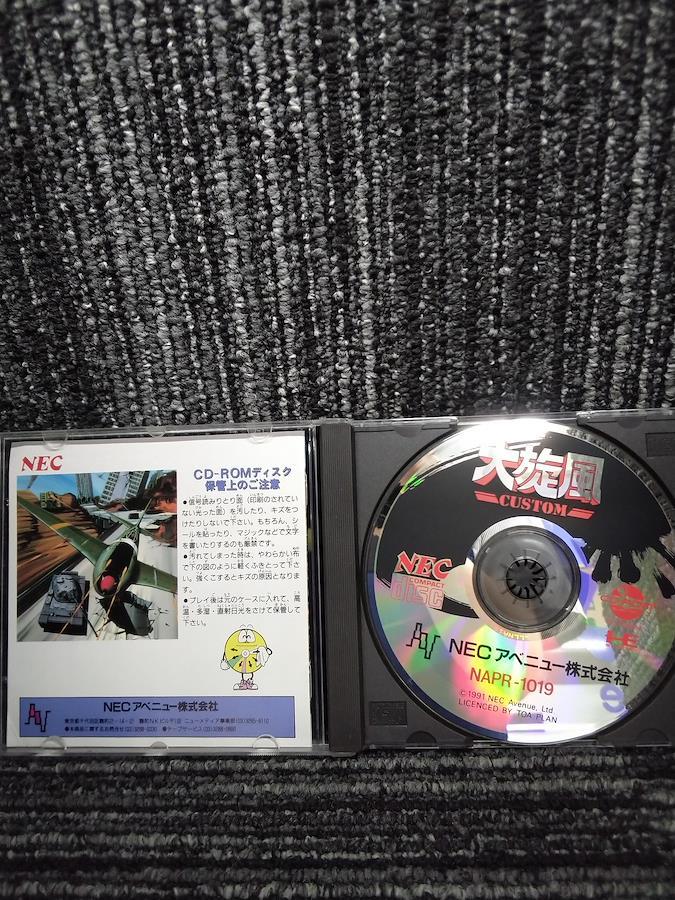 NEC
CD-ROMディスク
保管上のご注意
●信号読みとり面(印刷のされていない光った面)を汚したり、キズをつけたりしないで下さい。もちろん、シールを貼ったり、マジックなどで文字を書いたりするのも厳禁です。
●汚れてしまった時は、やわらかい布で下の図のように軽くふきとって下さい。強くこするとキズの原因となります。
●プレイ後は元のケースに入れて、高温・多湿・直射日光をさけて保管して下さい。
NECアベニュー株式会社
大旋風
CUSTOM
NEC
COMPACT
disc
HE
NECアベニュー株式会社
NAPR-1019
©1991 NEC Avenue, Ltd.
LICENCED BY TOA PLAN